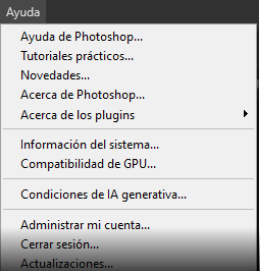 Ayuda
Ayuda de Photoshop...
Tutoriales prácticos...
Novedades...
Acerca de Photoshop...
Acerca de los plugins
Información del sistema...
Compatibilidad de GPU...
Condiciones de IA generativa...
Administrar mi cuenta...
Cerrar sesión...
Actualizaciones...